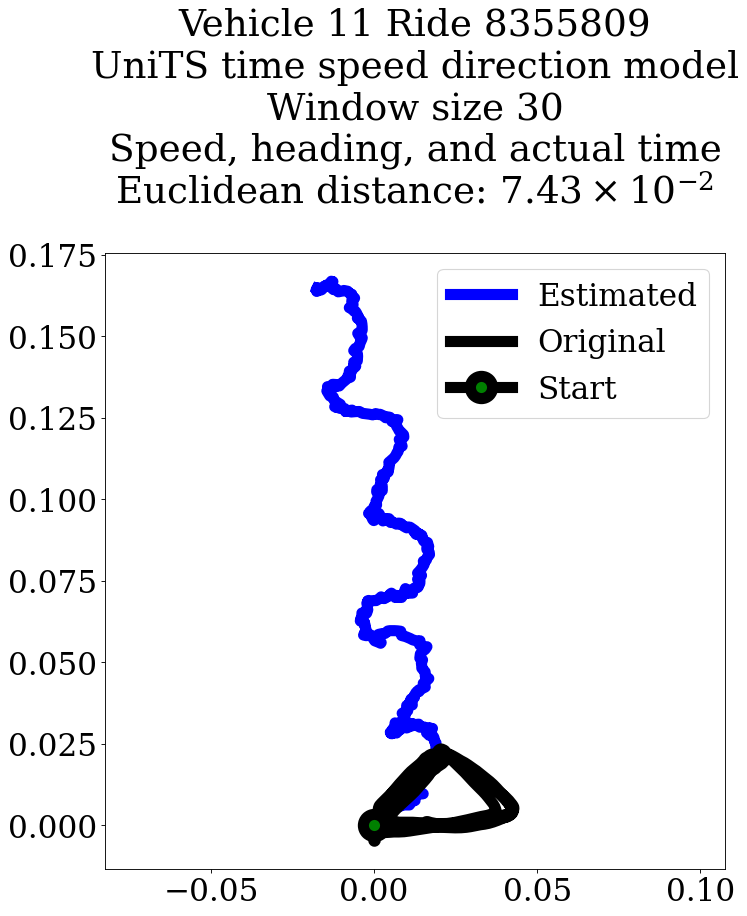 Vehicle 11 Ride 8355809
UniTS time speed direction model
Window size 30
Speed, heading, and actual time
Euclidean distance: 7.43 × 10⁻²
0.175
0.150
0.125
0.100
0.075
0.050
0.025
0.000
Estimated
Original
Start
−0.05 0.00 0.05 0.10